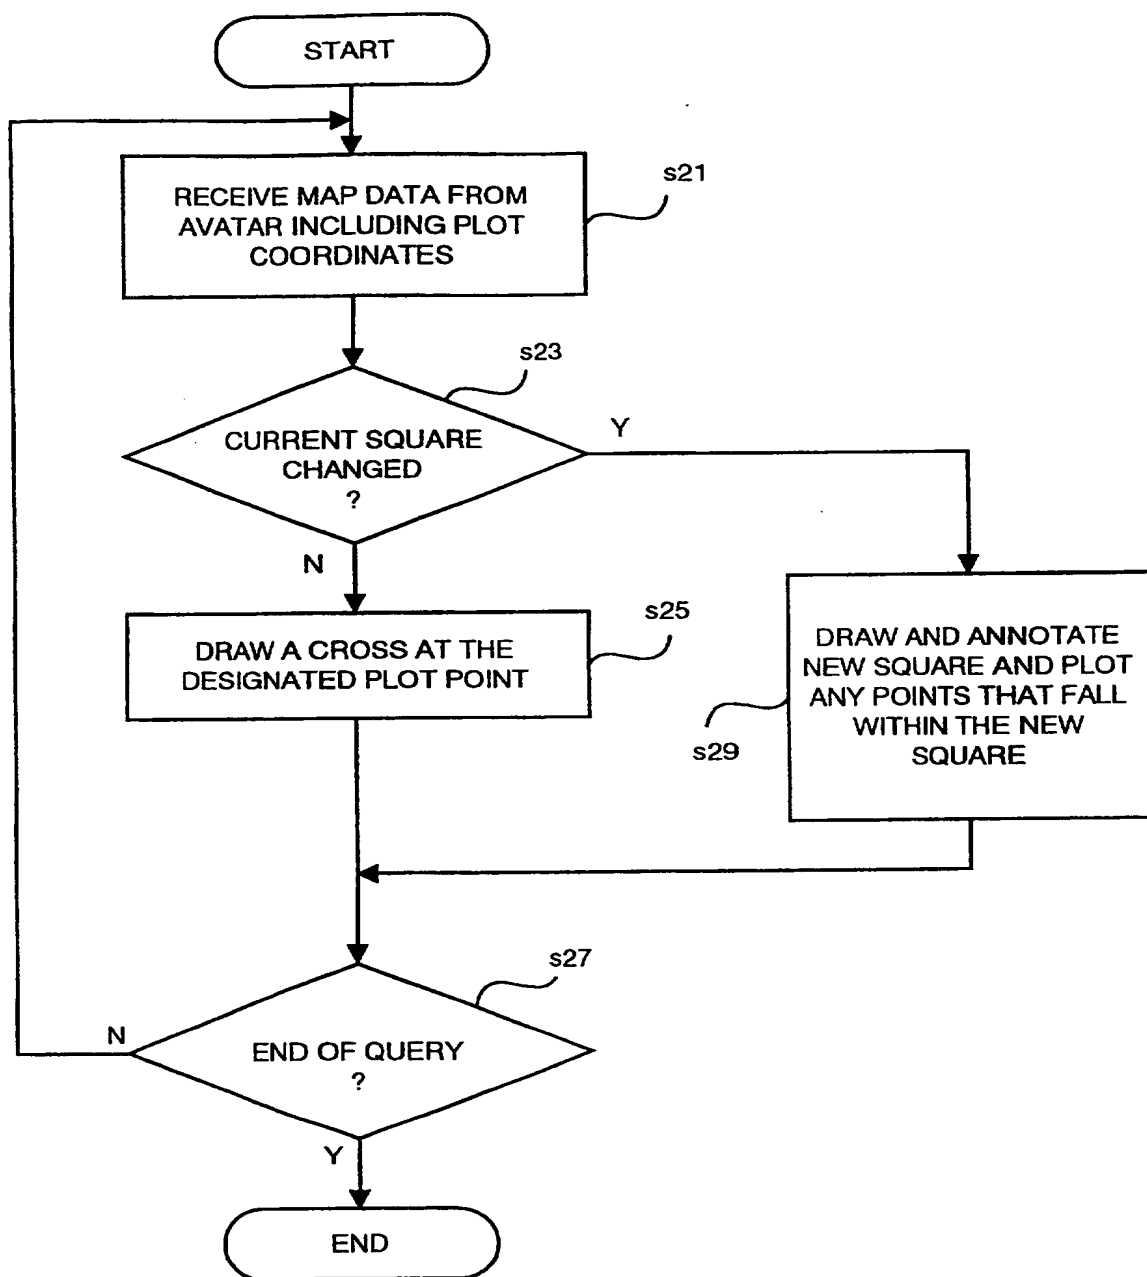 START
RECEIVE MAP DATA FROM
AVATAR INCLUDING PLOT
COORDINATES
s21
s23
CURRENT SQUARE
CHANGED
?
Y
N
DRAW A CROSS AT THE
DESIGNATED PLOT POINT
s25
DRAW AND ANNOTATE
NEW SQUARE AND PLOT
ANY POINTS THAT FALL
WITHIN THE NEW
SQUARE
s29
s27
N
END OF QUERY
?
Y
END